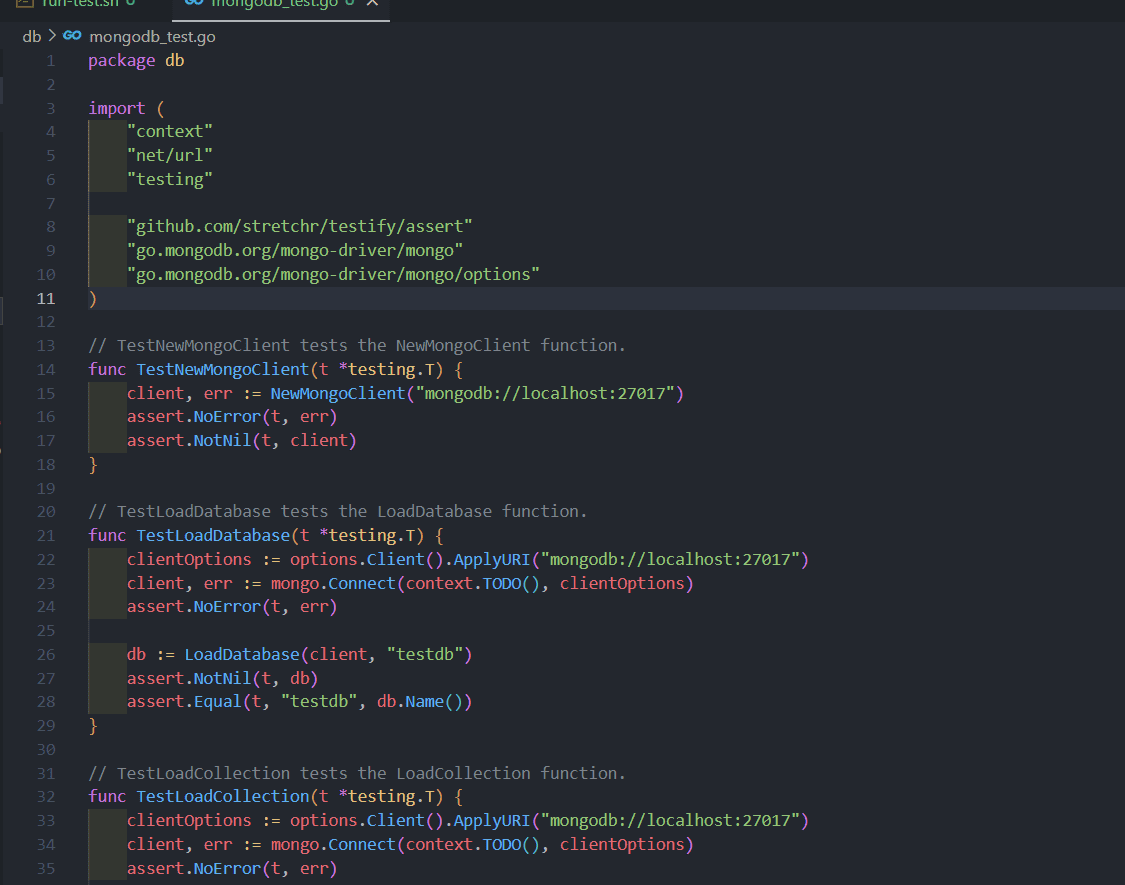 run-test.sh U
mongodb_test.go U ×
db > mongodb_test.go
1 package db
2
3 import (
4 "context"
5 "net/url"
6 "testing"
7
8 "github.com/stretchr/testify/assert"
9 "go.mongodb.org/mongo-driver/mongo"
10 "go.mongodb.org/mongo-driver/mongo/options"
11 )
12
13 // TestNewMongoClient tests the NewMongoClient function.
14 func TestNewMongoClient(t *testing.T) {
15 client, err := NewMongoClient("mongodb://localhost:27017")
16 assert.NoError(t, err)
17 assert.NotNil(t, client)
18 }
19
20 // TestLoadDatabase tests the LoadDatabase function.
21 func TestLoadDatabase(t *testing.T) {
22 clientOptions := options.Client().ApplyURI("mongodb://localhost:27017")
23 client, err := mongo.Connect(context.TODO(), clientOptions)
24 assert.NoError(t, err)
25
26 db := LoadDatabase(client, "testdb")
27 assert.NotNil(t, db)
28 assert.Equal(t, "testdb", db.Name())
29 }
30
31 // TestLoadCollection tests the LoadCollection function.
32 func TestLoadCollection(t *testing.T) {
33 clientOptions := options.Client().ApplyURI("mongodb://localhost:27017")
34 client, err := mongo.Connect(context.TODO(), clientOptions)
35 assert.NoError(t, err)